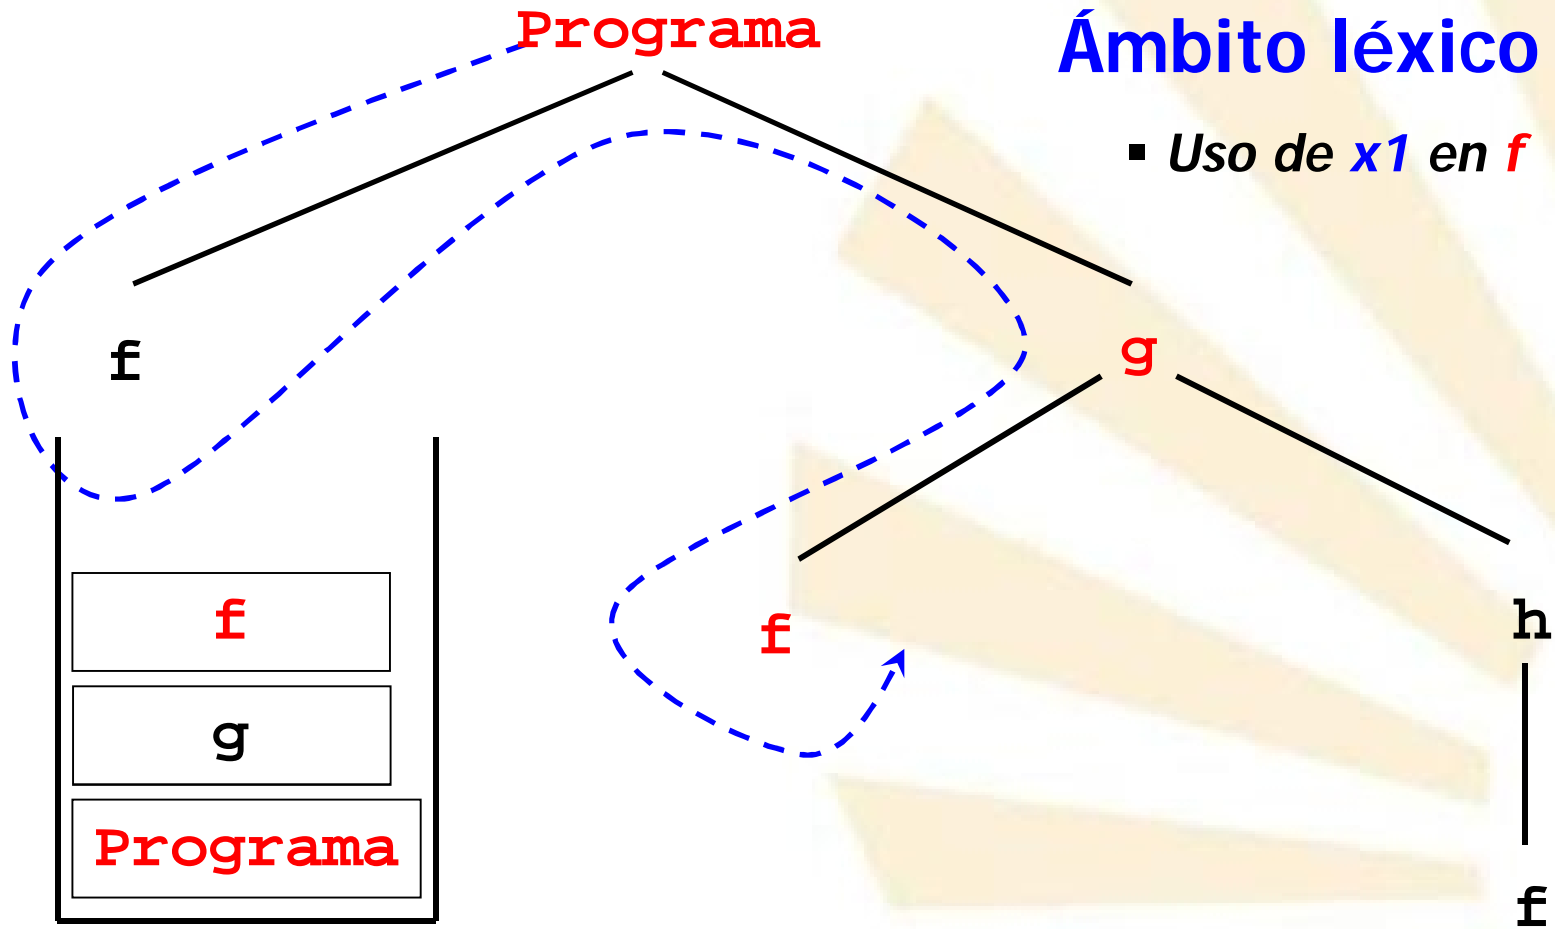 Programa
Ámbito léxico
▪ Uso de x1 en f
f
g
f
f
h
g
Programa
f